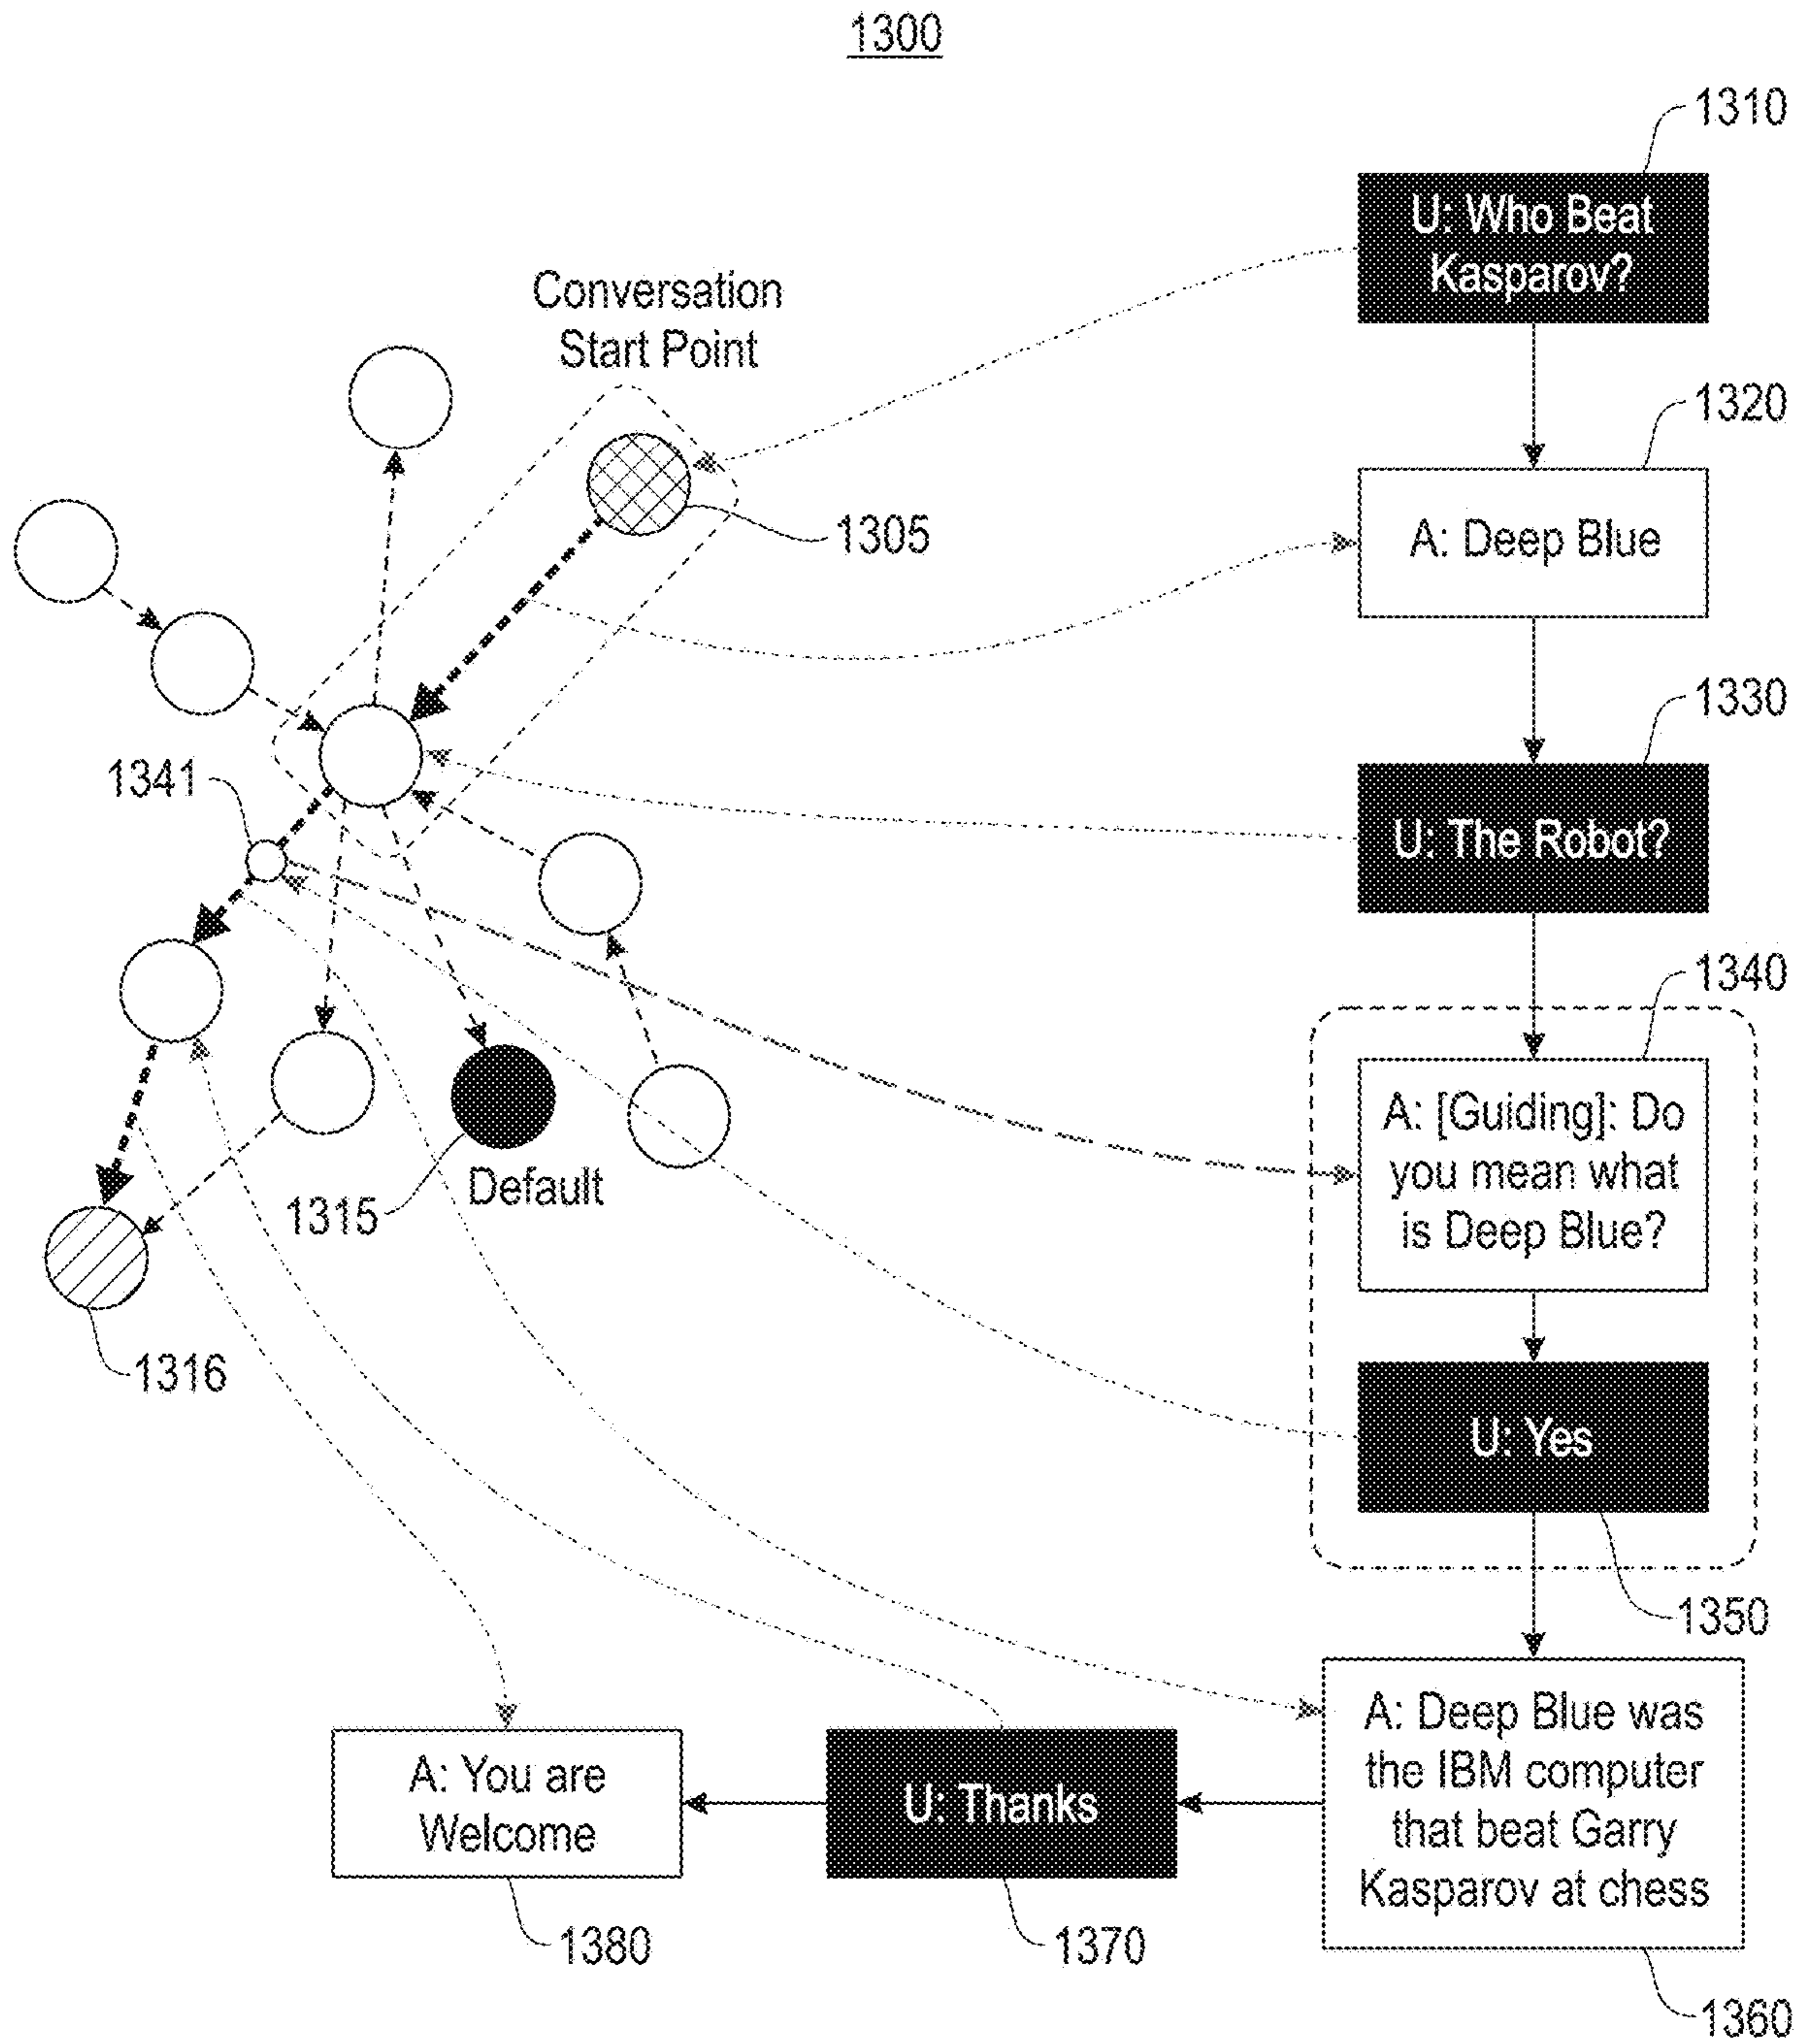 1300
1310
U: Who Beat
Kasparov?
Conversation
Start Point
1320
A: Deep Blue
1305
1330
U: The Robot?
1341
1340
A: [Guiding]: Do
you mean what
is Deep Blue?
Default
1315
1316
U: Yes
1350
A: Deep Blue was
the IBM computer
that beat Garry
Kasparov at chess
U: Thanks
A: You are
Welcome
1380
1370
1360